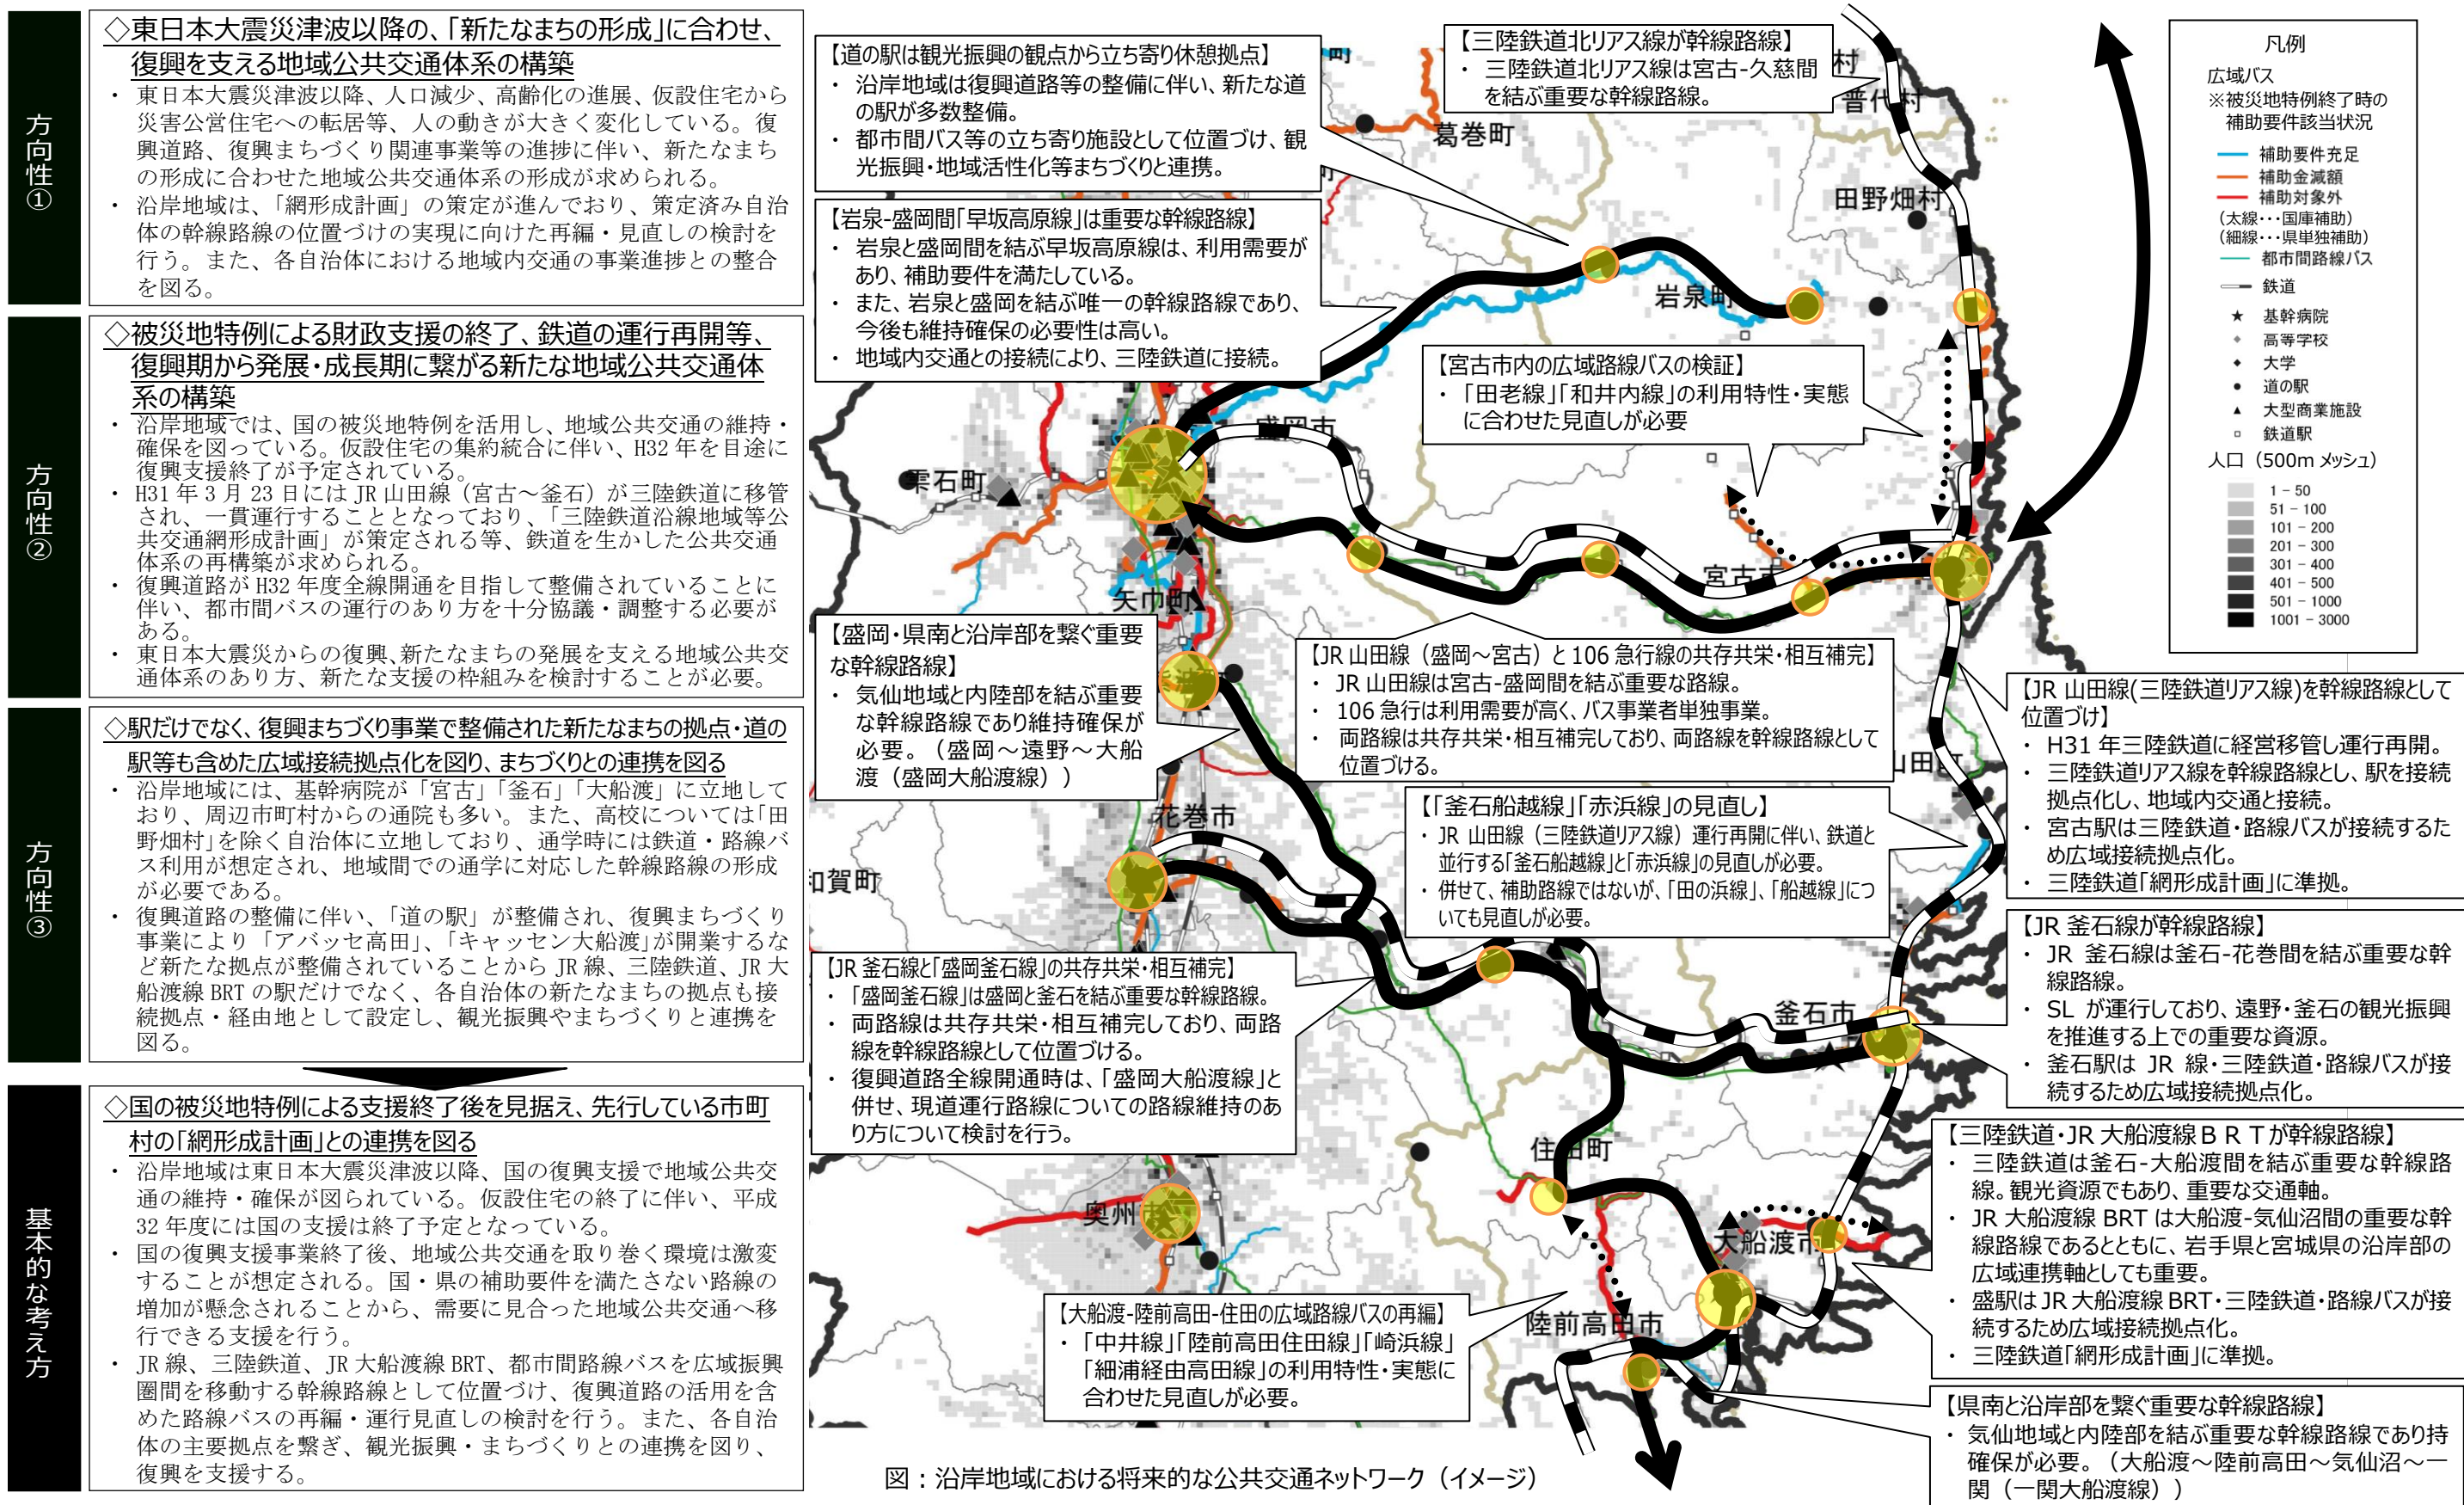 方向性①
◇東日本大震災津波以降の、「新たなまちの形成」に合わせ、
復興を支える地域公共交通体系の構築
・ 東日本大震災津波以降、人口減少、高齢化の進展、仮設住宅から
災害公営住宅への転居等、人の動きが大きく変化している。復
興道路、復興まちづくり関連事業等の進捗に伴い、新たなまち
の形成に合わせた地域公共交通体系の形成が求められる。
・ 沿岸地域は、「網形成計画」の策定が進んでおり、策定済み自治
体の幹線路線の位置づけの実現に向けた再編・見直しの検討を
行う。また、各自治体における地域内交通の事業進捗との整合
を図る。
方向性②
◇被災地特例による財政支援の終了、鉄道の運行再開等、
復興期から発展・成長期に繋がる新たな地域公共交通体
系の構築
・ 沿岸地域では、国の被災地特例を活用し、地域公共交通の維持・
確保を図っている。仮設住宅の集約統合に伴い、H32 年を目途に
復興支援終了が予定されている。
・ H31 年 3 月 23 日には JR 山田線（宮古～釜石）が三陸鉄道に移管
され、一貫運行することとなっており、「三陸鉄道沿線地域等公
共交通網形成計画」が策定される等、鉄道を生かした公共交通
体系の再構築が求められる。
・ 復興道路が H32 年度全線開通を目指して整備されていることに
伴い、都市間バスの運行のあり方を十分協議・調整する必要が
ある。
・ 東日本大震災からの復興、新たなまちの発展を支える地域公共交
通体系のあり方、新たな支援の枠組みを検討することが必要。
方向性③
◇駅だけでなく、復興まちづくり事業で整備された新たなまちの拠点・道の
駅等も含めた広域接続拠点化を図り、まちづくりとの連携を図る
・ 沿岸地域には、基幹病院が「宮古」「釜石」「大船渡」に立地して
おり、周辺市町村からの通院も多い。また、高校については「田
野畑村」を除く自治体に立地しており、通学時には鉄道・路線バ
ス利用が想定され、地域間での通学に対応した幹線路線の形成
が必要である。
・ 復興道路の整備に伴い、「道の駅」が整備され、復興まちづくり
事業により「アバッセ高田」、「キャッセン大船渡」が開業するな
ど新たな拠点が整備されていることから JR 線、三陸鉄道、JR 大
船渡線 BRT の駅だけでなく、各自治体の新たなまちの拠点も接
続拠点・経由地として設定し、観光振興やまちづくりと連携を
図る。
基本的な考え方
◇国の被災地特例による支援終了後を見据え、先行している市町
村の「網形成計画」との連携を図る
・ 沿岸地域は東日本大震災津波以降、国の復興支援で地域公共交
通の維持・確保が図られている。仮設住宅の終了に伴い、平成
32 年度には国の支援は終了予定となっている。
・ 国の復興支援事業終了後、地域公共交通を取り巻く環境は激変
することが想定される。国・県の補助要件を満たさない路線の
増加が懸念されることから、需要に見合った地域公共交通へ移
行できる支援を行う。
・ JR 線、三陸鉄道、JR 大船渡線 BRT、都市間路線バスを広域振興
圏間を移動する幹線路線として位置づけ、復興道路の活用を含
めた路線バスの再編・運行見直しの検討を行う。また、各自治
体の主要拠点を繋ぎ、観光振興・まちづくりとの連携を図り、
復興を支援する。
【道の駅は観光振興の観点から立ち寄り休憩拠点】
・ 沿岸地域は復興道路等の整備に伴い、新たな道
の駅が多数整備。
・ 都市間バス等の立ち寄り施設として位置づけ、観
光振興・地域活性化等まちづくりと連携。
【三陸鉄道北リアス線が幹線路線】
・ 三陸鉄道北リアス線は宮古-久慈間
を結ぶ重要な幹線路線。
【岩泉-盛岡間「早坂高原線」は重要な幹線路線】
・ 岩泉と盛岡間を結ぶ早坂高原線は、利用需要が
あり、補助要件を満たしている。
・ また、岩泉と盛岡を結ぶ唯一の幹線路線であり、
今後も維持確保の必要性は高い。
・ 地域内交通との接続により、三陸鉄道に接続。
【宮古市内の広域路線バスの検証】
・ 「田老線」「和井内線」の利用特性・実態
に合わせた見直しが必要
【盛岡・県南と沿岸部を繋ぐ重要
な幹線路線】
・ 気仙地域と内陸部を結ぶ重要
な幹線路線であり維持確保が
必要。（盛岡～遠野～大船
渡（盛岡大船渡線））
【JR 山田線（盛岡～宮古）と 106 急行線の共存共栄・相互補完】
・ JR 山田線は宮古-盛岡間を結ぶ重要な路線。
・ 106 急行は利用需要が高く、バス事業者単独事業。
・ 両路線は共存共栄・相互補完しており、両路線を幹線路線として
位置づける。
【「釜石船越線」「赤浜線」の見直し】
・ JR 山田線（三陸鉄道リアス線）運行再開に伴い、鉄道と
並行する「釜石船越線」と「赤浜線」の見直しが必要。
・ 併せて、補助路線ではないが、「田の浜線」、「船越線」につ
いても見直しが必要。
【JR 釜石線と「盛岡釜石線」の共存共栄・相互補完】
・ 「盛岡釜石線」は盛岡と釜石を結ぶ重要な幹線路線。
・ 両路線は共存共栄・相互補完しており、両路
線を幹線路線として位置づける。
・ 復興道路全線開通時は、「盛岡大船渡線」と
併せ、現道運行路線についての路線維持のあ
り方について検討を行う。
【大船渡-陸前高田-住田の広域路線バスの再編】
・ 「中井線」「陸前高田住田線」「崎浜線」
「細浦経由高田線」の利用特性・実態に
合わせた見直しが必要。
【JR 山田線(三陸鉄道リアス線)を幹線路線として
位置づけ】
・ H31 年三陸鉄道に経営移管し運行再開。
・ 三陸鉄道リアス線を幹線路線とし、駅を接続
拠点化し、地域内交通と接続。
・ 宮古駅は三陸鉄道・路線バスが接続するた
め広域接続拠点化。
・ 三陸鉄道「網形成計画」に準拠。
【JR 釜石線が幹線路線】
・ JR 釜石線は釜石-花巻間を結ぶ重要な幹
線路線。
・ SL が運行しており、遠野・釜石の観光振興
を推進する上での重要な資源。
・ 釜石駅は JR 線・三陸鉄道・路線バスが接
続するため広域接続拠点化。
【三陸鉄道・JR 大船渡線ＢＲＴが幹線路線】
・ 三陸鉄道は釜石-大船渡間を結ぶ重要な幹線路
線。観光資源でもあり、重要な交通軸。
・ JR 大船渡線 BRT は大船渡-気仙沼間の重要な幹
線路線であるとともに、岩手県と宮城県の沿岸部の
広域連携軸としても重要。
・ 盛駅は JR 大船渡線 BRT・三陸鉄道・路線バスが接
続するため広域接続拠点化。
・ 三陸鉄道「網形成計画」に準拠。
【県南と沿岸部を繋ぐ重要な幹線路線】
・ 気仙地域と内陸部を結ぶ重要な幹線路線であり持
確保が必要。（大船渡～陸前高田～気仙沼～一
関（一関大船渡線））
凡例
広域バス
※被災地特例終了時の
補助要件該当状況
補助要件充足
補助金減額
補助対象外
（太線・・・国庫補助）
（細線・・・県単独補助）
都市間路線バス
鉄道
基幹病院
高等学校
大学
道の駅
大型商業施設
鉄道駅
人口（500m メッシュ）
1 - 50
51 - 100
101 - 200
201 - 300
301 - 400
401 - 500
501 - 1000
1001 - 3000
町
村
普代村
葛巻町
町
田野畑村
岩泉町
盛岡市
雫石町
宮古市
矢巾町
山田町
花巻市
和賀町
釜石市
住田町
奥州市
大船渡市
陸前高田市
図：沿岸地域における将来的な公共交通ネットワーク（イメージ）